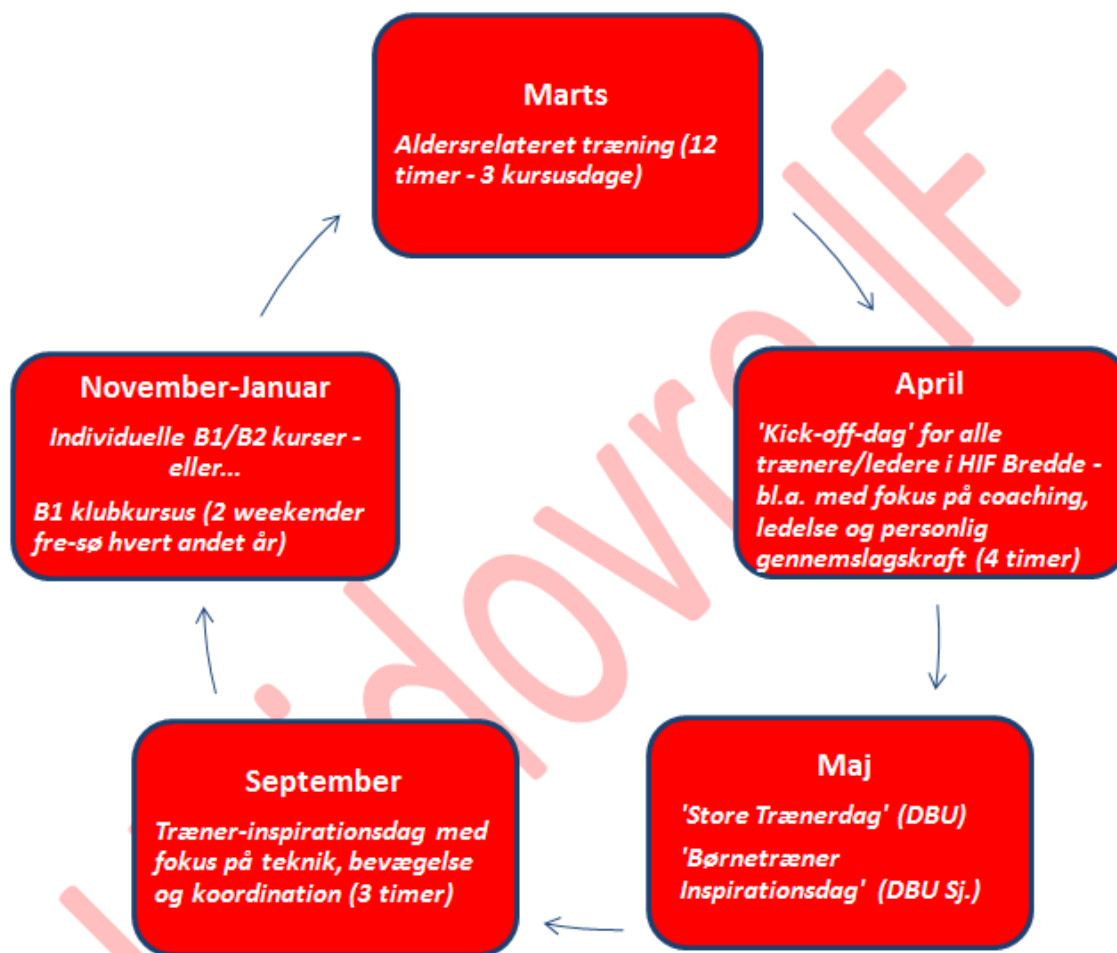 Marts
Aldersrelateret træning (12
timer - 3 kursusdage)
April
'Kick-off-dag' for alle
trænere/ledere i HIF Bredde -
bl.a. med fokus på coaching,
ledelse og personlig
gennemslagskraft (4 timer)
Maj
'Store Trænerdag' (DBU)
'Børnetræner
Inspirationsdag' (DBU Sj.)
September
Træner-inspirationsdag med
fokus på teknik, bevægelse
og koordination (3 timer)
November-Januar
Individuelle B1/B2 kurser -
eller...
B1 klubkursus (2 weekender
fre-sø hvert andet år)
IF